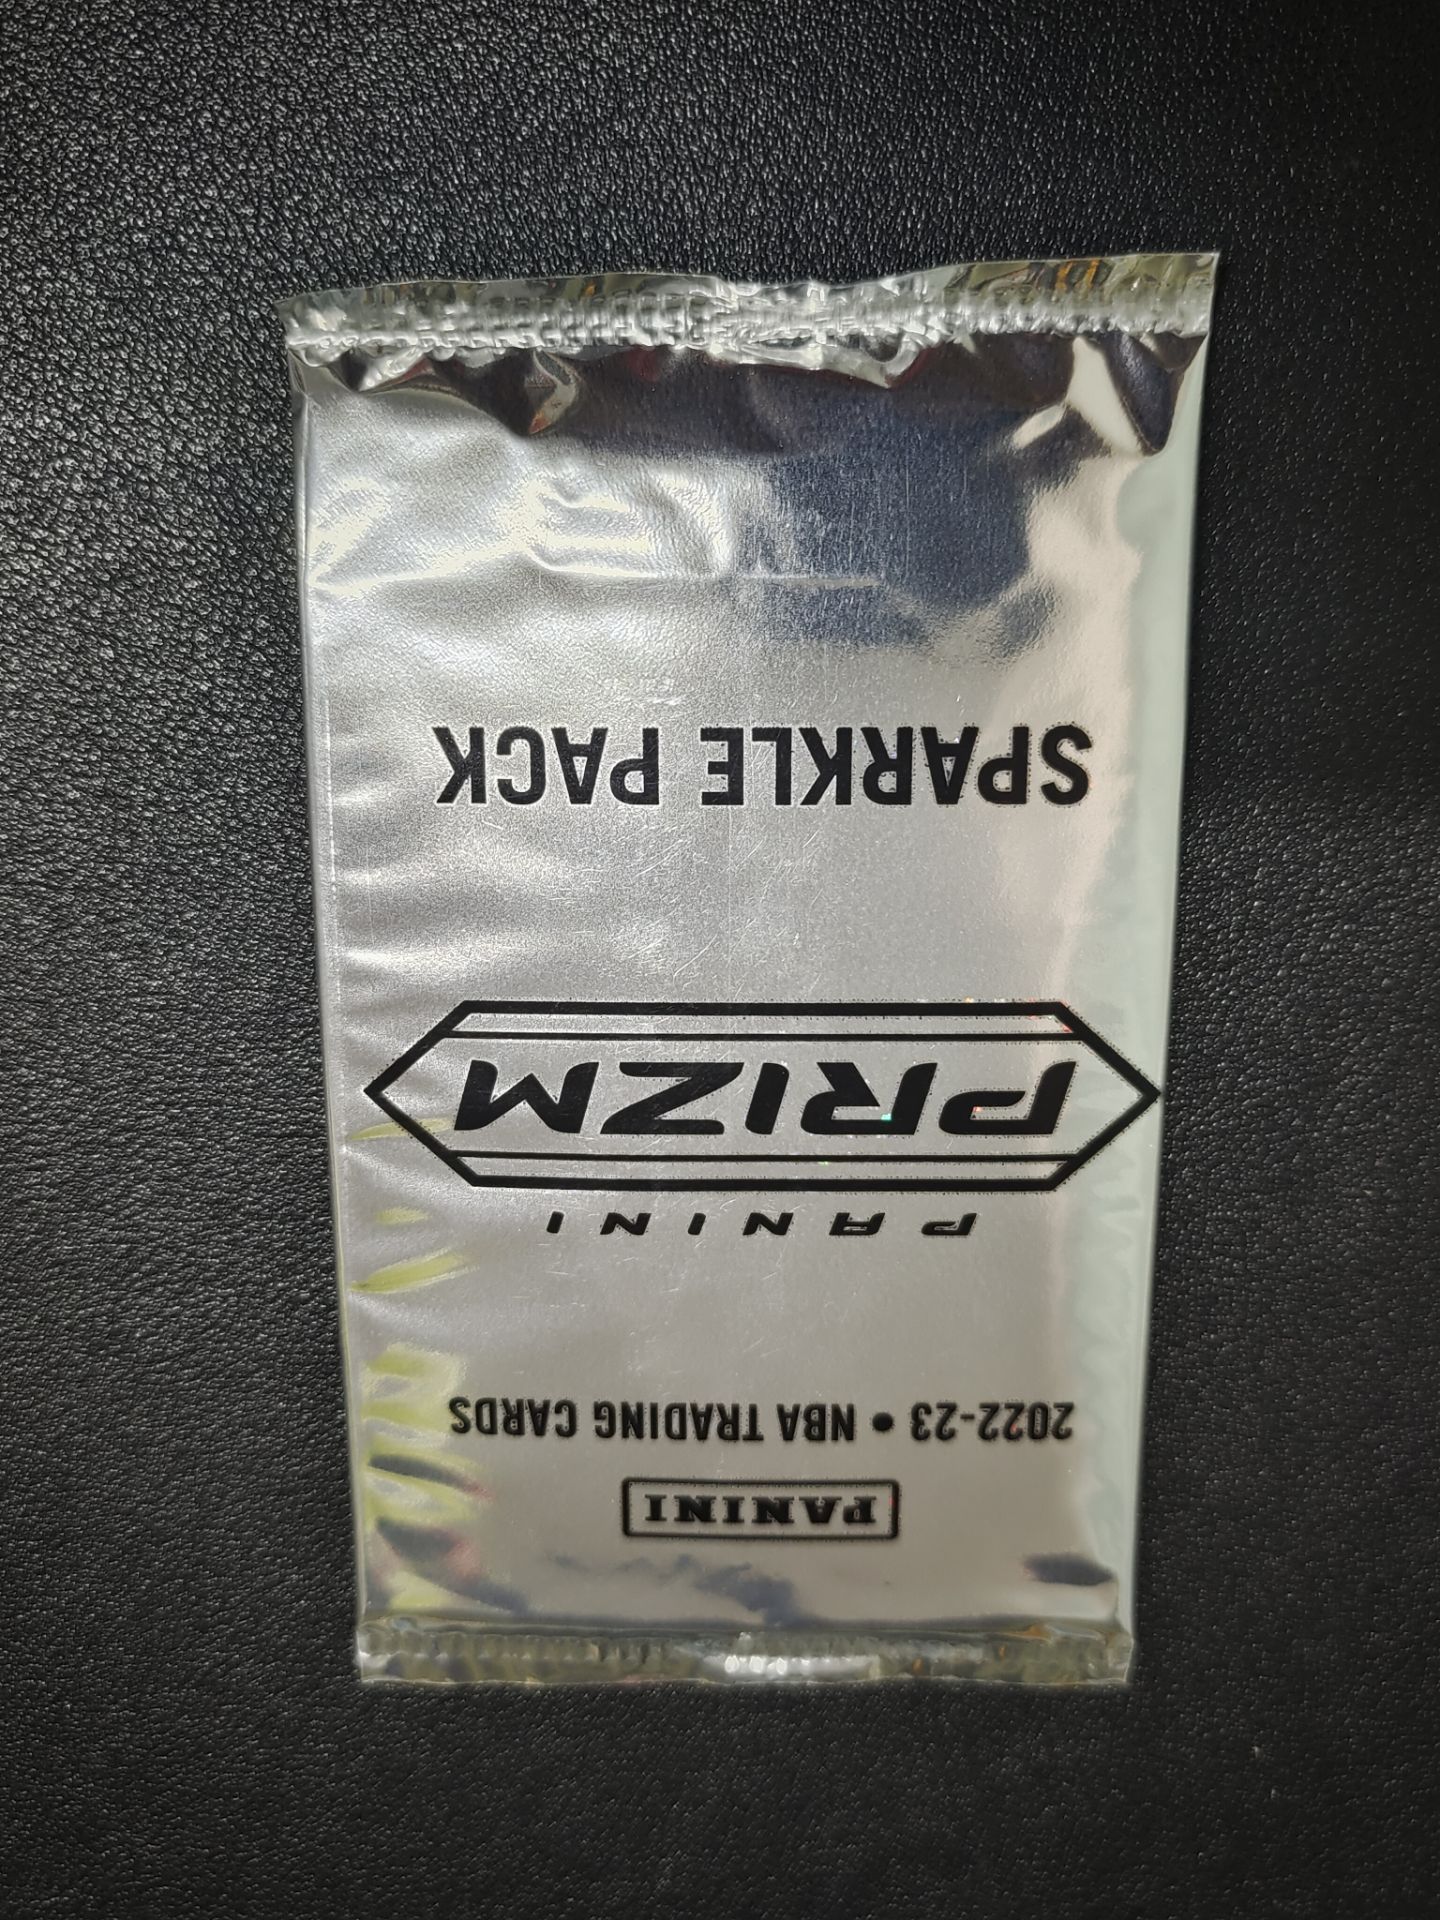 PANINI
2022-23 • NBA TRADING CARDS
PANINI
PRIZM
SPARKLE PACK